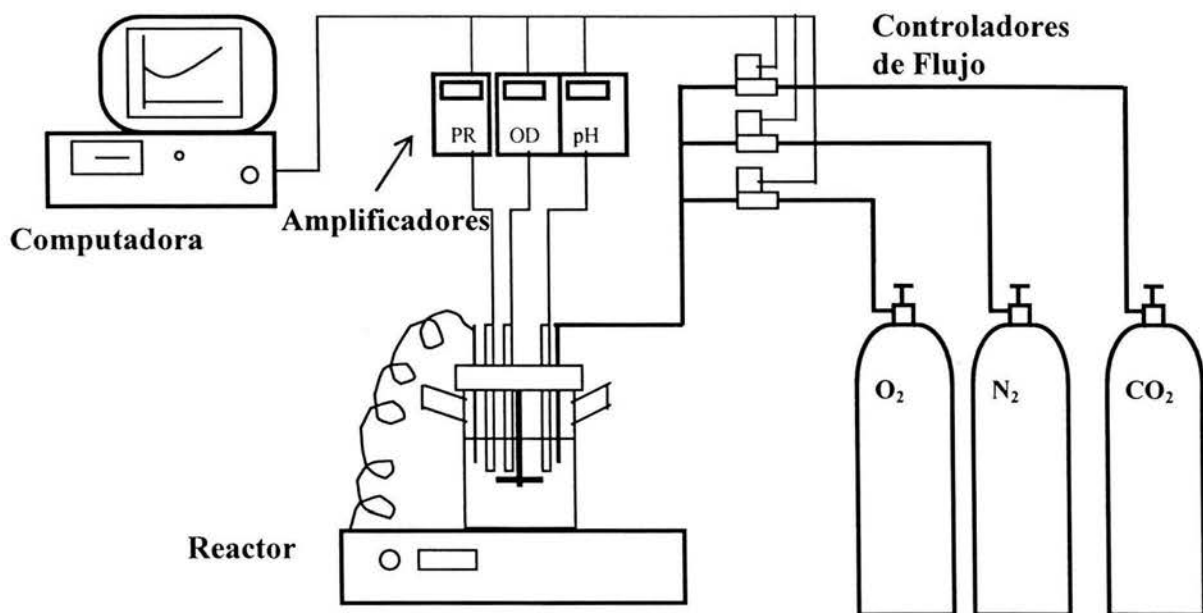 Controladores
de Flujo
PR
OD
pH
Amplificadores
Computadora
O₂
N₂
CO₂
Reactor